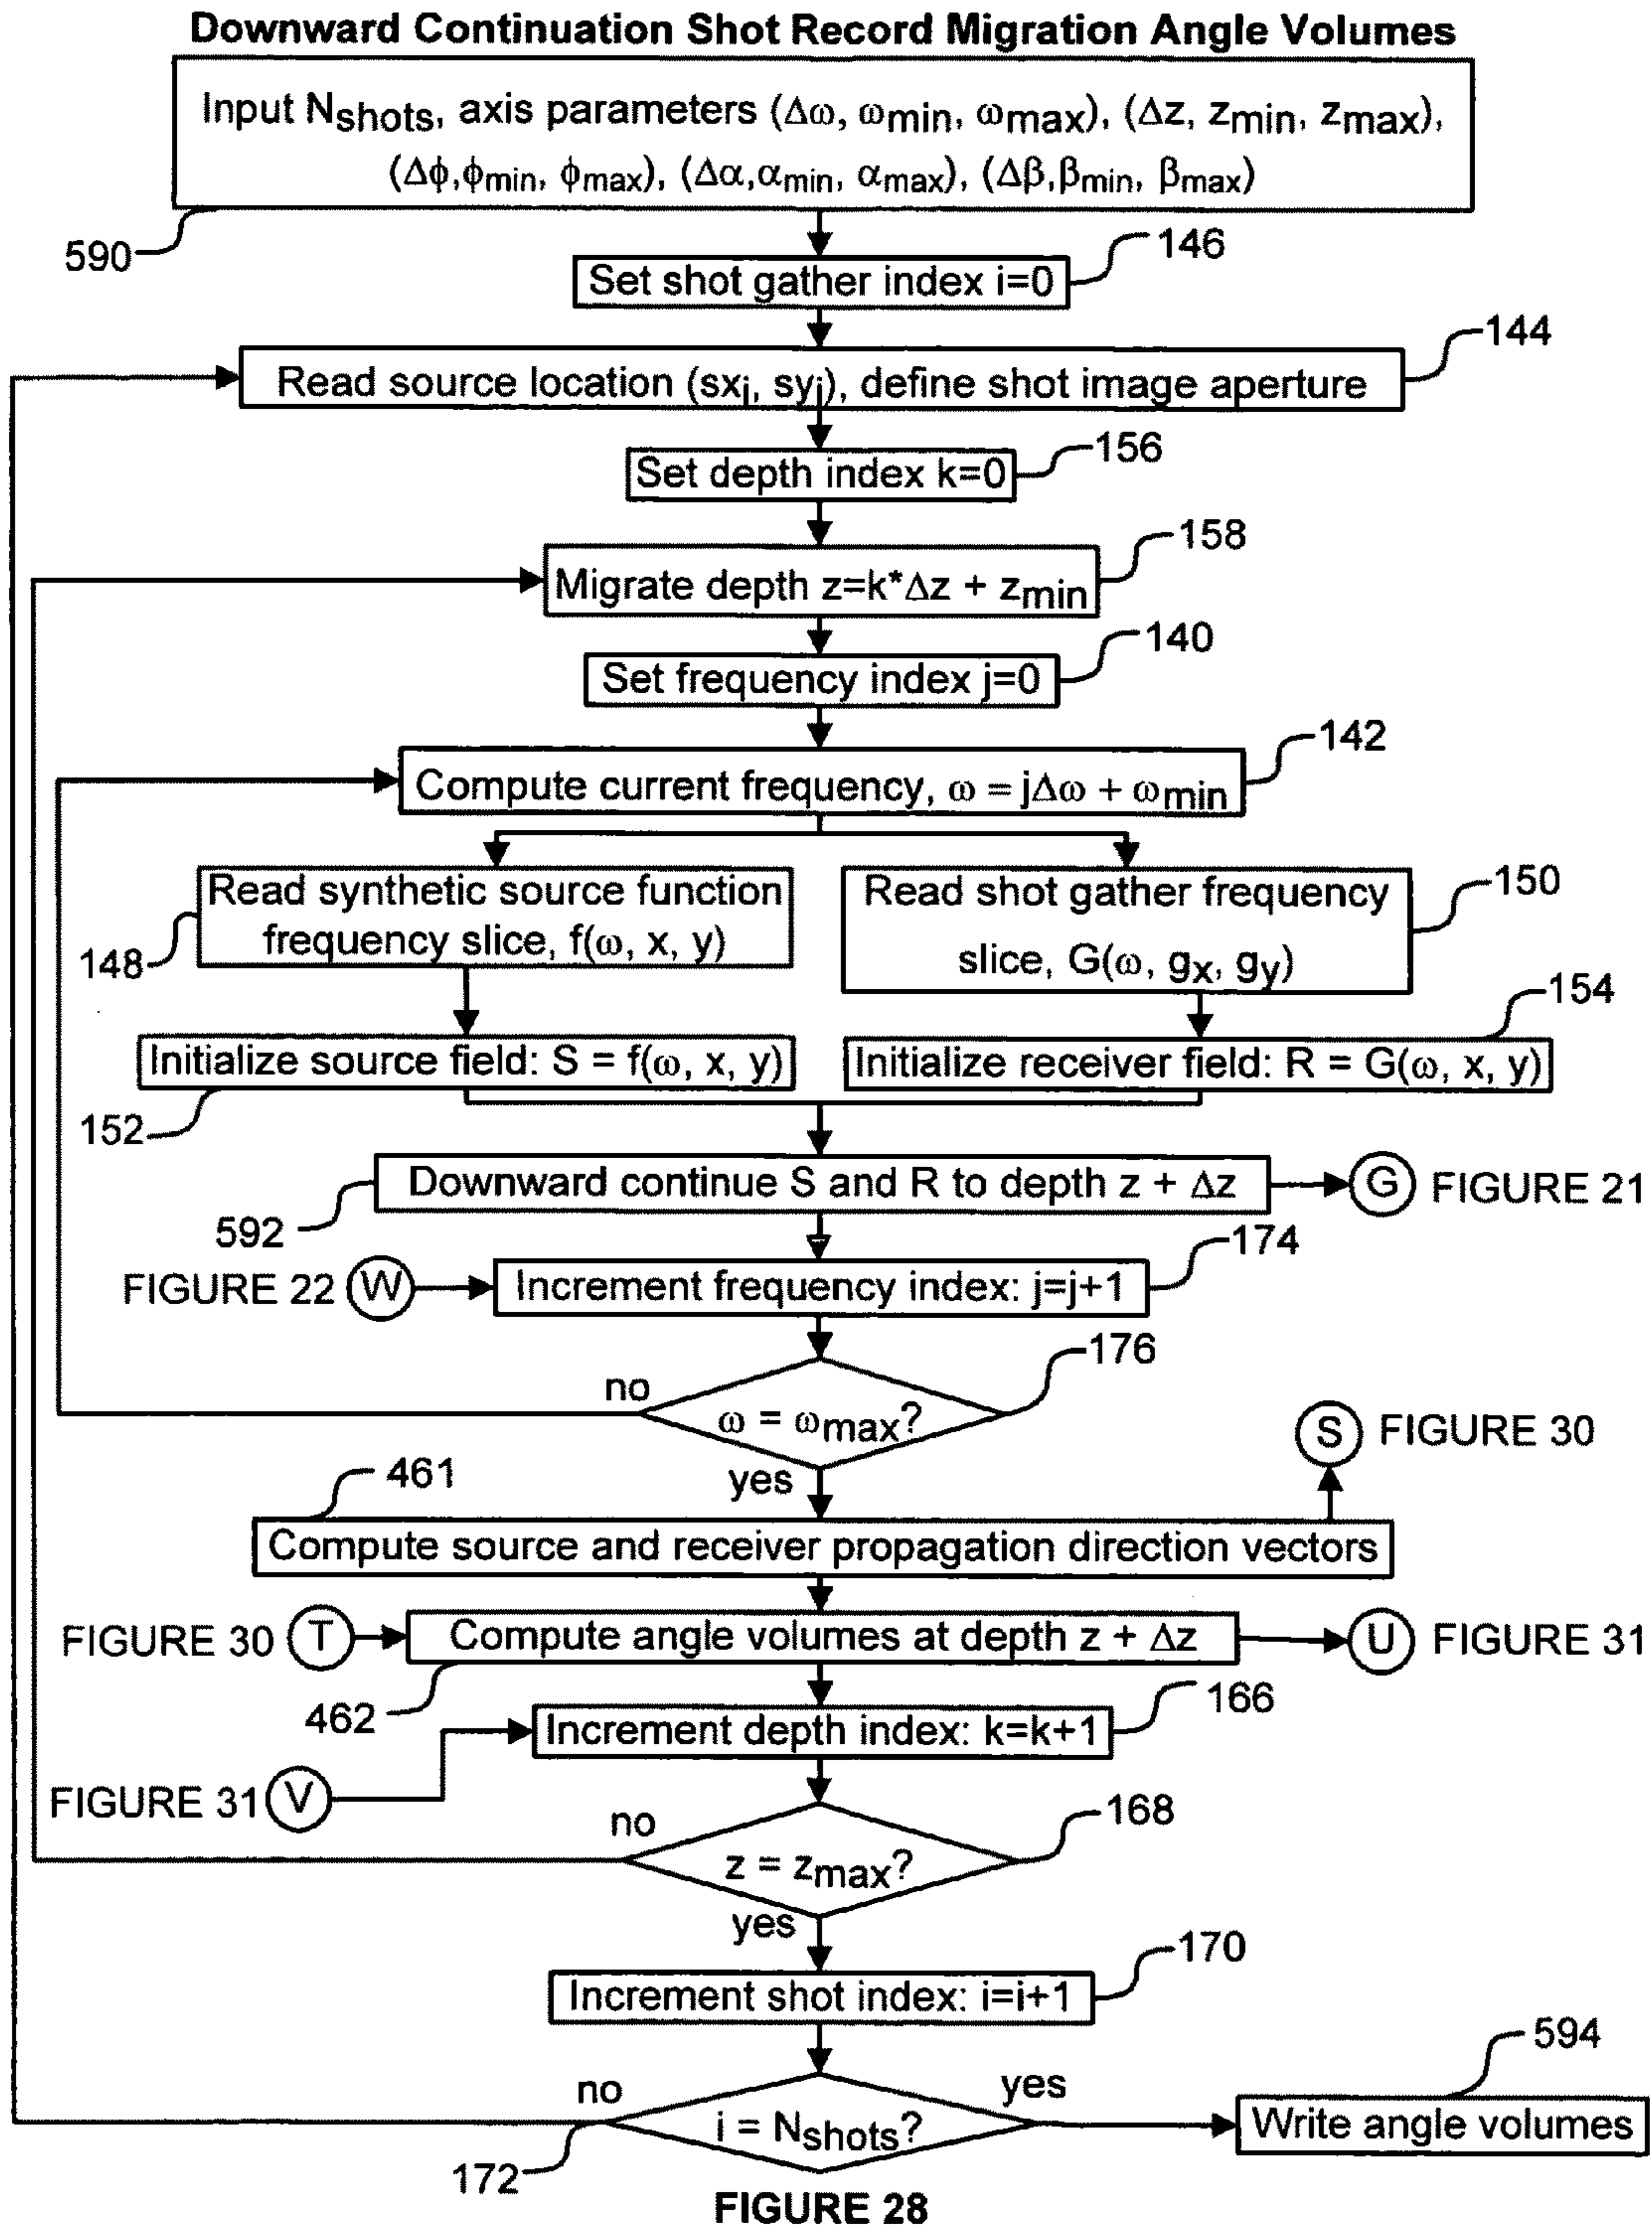 Downward Continuation Shot Record Migration Angle Volumes
Input Nshots, axis parameters (Δω, ωmin, ωmax), (Δz, zmin, zmax),
(Δϕ,ϕmin, ϕmax), (Δα,αmin, αmax), (Δβ,βmin, βmax)
590
146
Set shot gather index i=0
144
Read source location (sxi, syi), define shot image aperture
156
Set depth index k=0
158
Migrate depth z=k*Δz + zmin
140
Set frequency index j=0
142
Compute current frequency, ω = jΔω + ωmin
Read synthetic source function
frequency slice, f(ω, x, y)
148
Read shot gather frequency
slice, G(ω, gx, gy)
150
154
Initialize source field: S = f(ω, x, y)
Initialize receiver field: R = G(ω, x, y)
152
Downward continue S and R to depth z + Δz
G FIGURE 21
592
174
FIGURE 22 W
Increment frequency index: j=j+1
176
no
ω = ωmax?
yes
S FIGURE 30
461
Compute source and receiver propagation direction vectors
FIGURE 30 T
Compute angle volumes at depth z + Δz
U FIGURE 31
462
166
Increment depth index: k=k+1
FIGURE 31 V
168
no
z = zmax?
yes
170
Increment shot index: i=i+1
594
no
yes
i = Nshots?
Write angle volumes
172
FIGURE 28